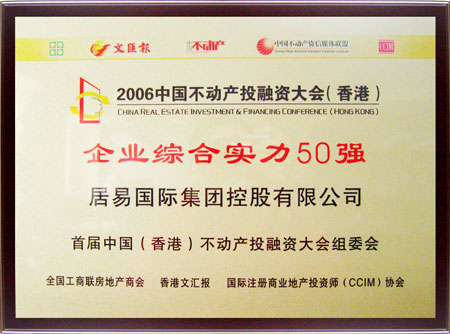 文匯報 不动产 中国不动产资信媒体联盟 CCIM
2006中国不动产投融资大会(香港)
CHINA REAL ESTATE INVESTMENT & FINANCING CONFERENCE (HONG KONG)
企业综合实力50强
居易国际集团控股有限公司
首届中国(香港)不动产投融资大会组委会
全国工商联房地产商会 香港文汇报 国际注册商业地产投资师(CCIM)协会